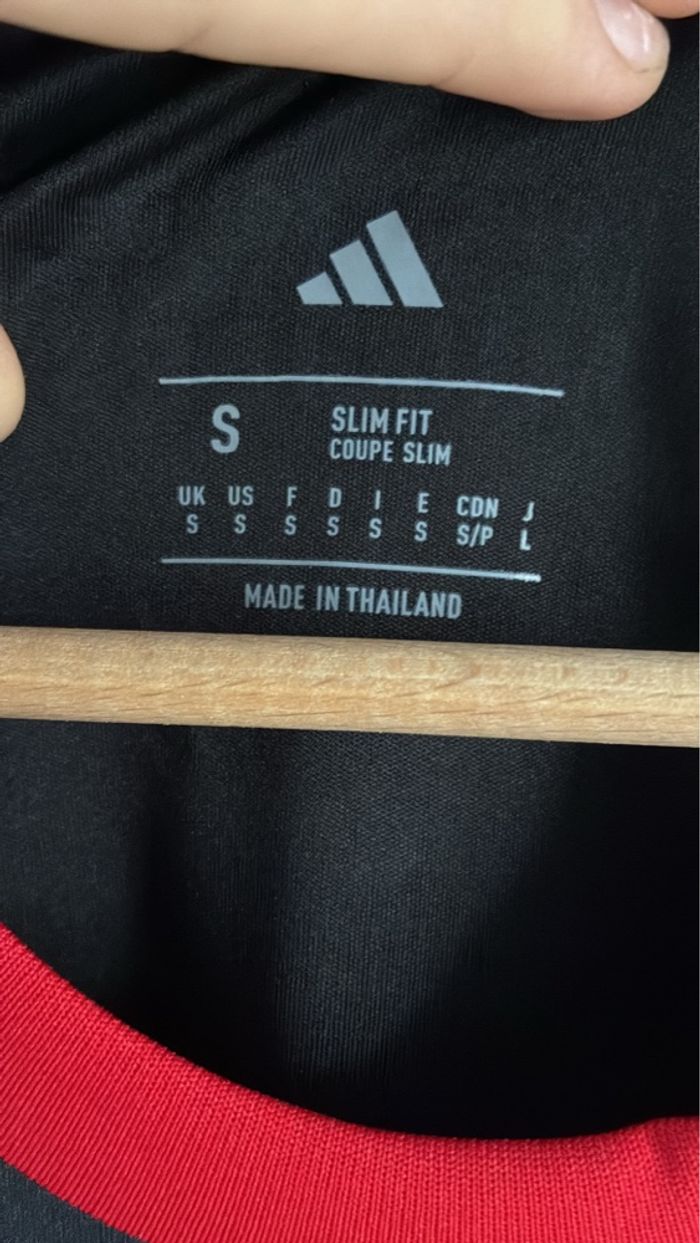 S
SLIM FIT
COUPE SLIM
UK US F D I E CDN J
S S S S S S S/P L
MADE IN THAILAND